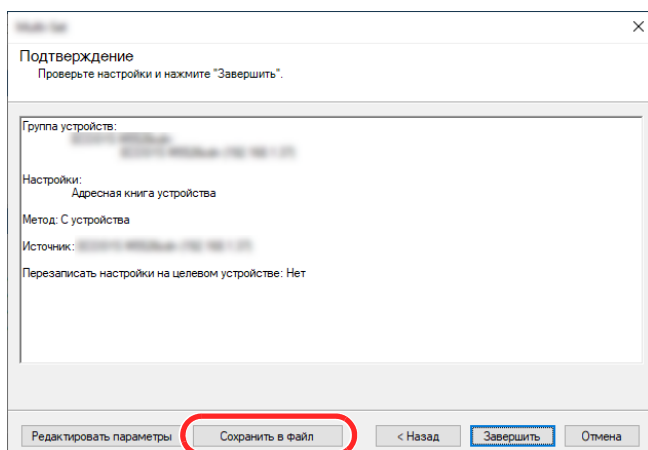 Подтверждение
Проверьте настройки и нажмите "Завершить".
Группа устройств:
Настройки:
Адресная книга устройства
Метод: С устройства
Источник:
Перезаписать настройки на целевом устройстве: Нет
Редактировать параметры
Сохранить в файл
< Назад
Завершить
Отмена